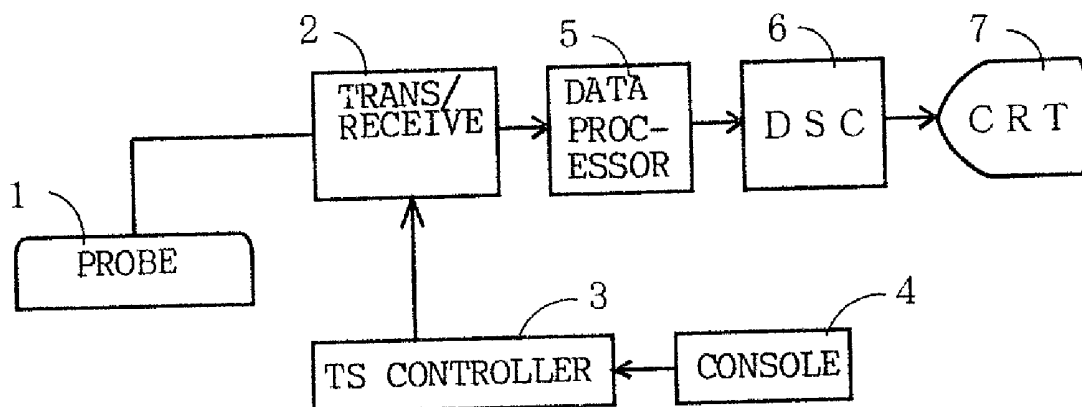 2
5
6
7
TRANS/
RECEIVE
DATA
PROC-
ESSOR
D S C
C R T
1
PROBE
3
4
TS CONTROLLER
CONSOLE